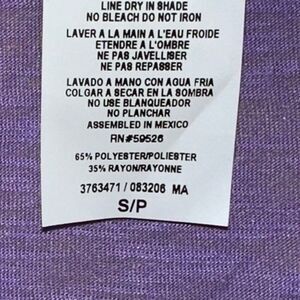 LINE DRY IN SHADE
NO BLEACH DO NOT IRON
LAVER A LA MAIN A L'EAU FROIDE
ETENDRE A L'OMBRE
NE PAS JAVELLISER
NE PAS REPASSER
LAVADO A MANO CON AGUA FRIA
COLGAR A SECAR EN LA SOMBRA
NO USE BLANQUEADOR
NO PLANCHAR
ASSEMBLED IN MEXICO
RN#59526
65% POLYESTER/POLIESTER
35% RAYON/RAYONNE
3763471 / 083206 MA
S/P